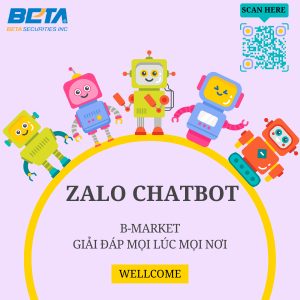 BETA
BETA SECURITIES INC
SCAN HERE
ZALO CHATBOT
B-MARKET
GIẢI ĐÁP MỌI LÚC MỌI NƠI
WELLCOME